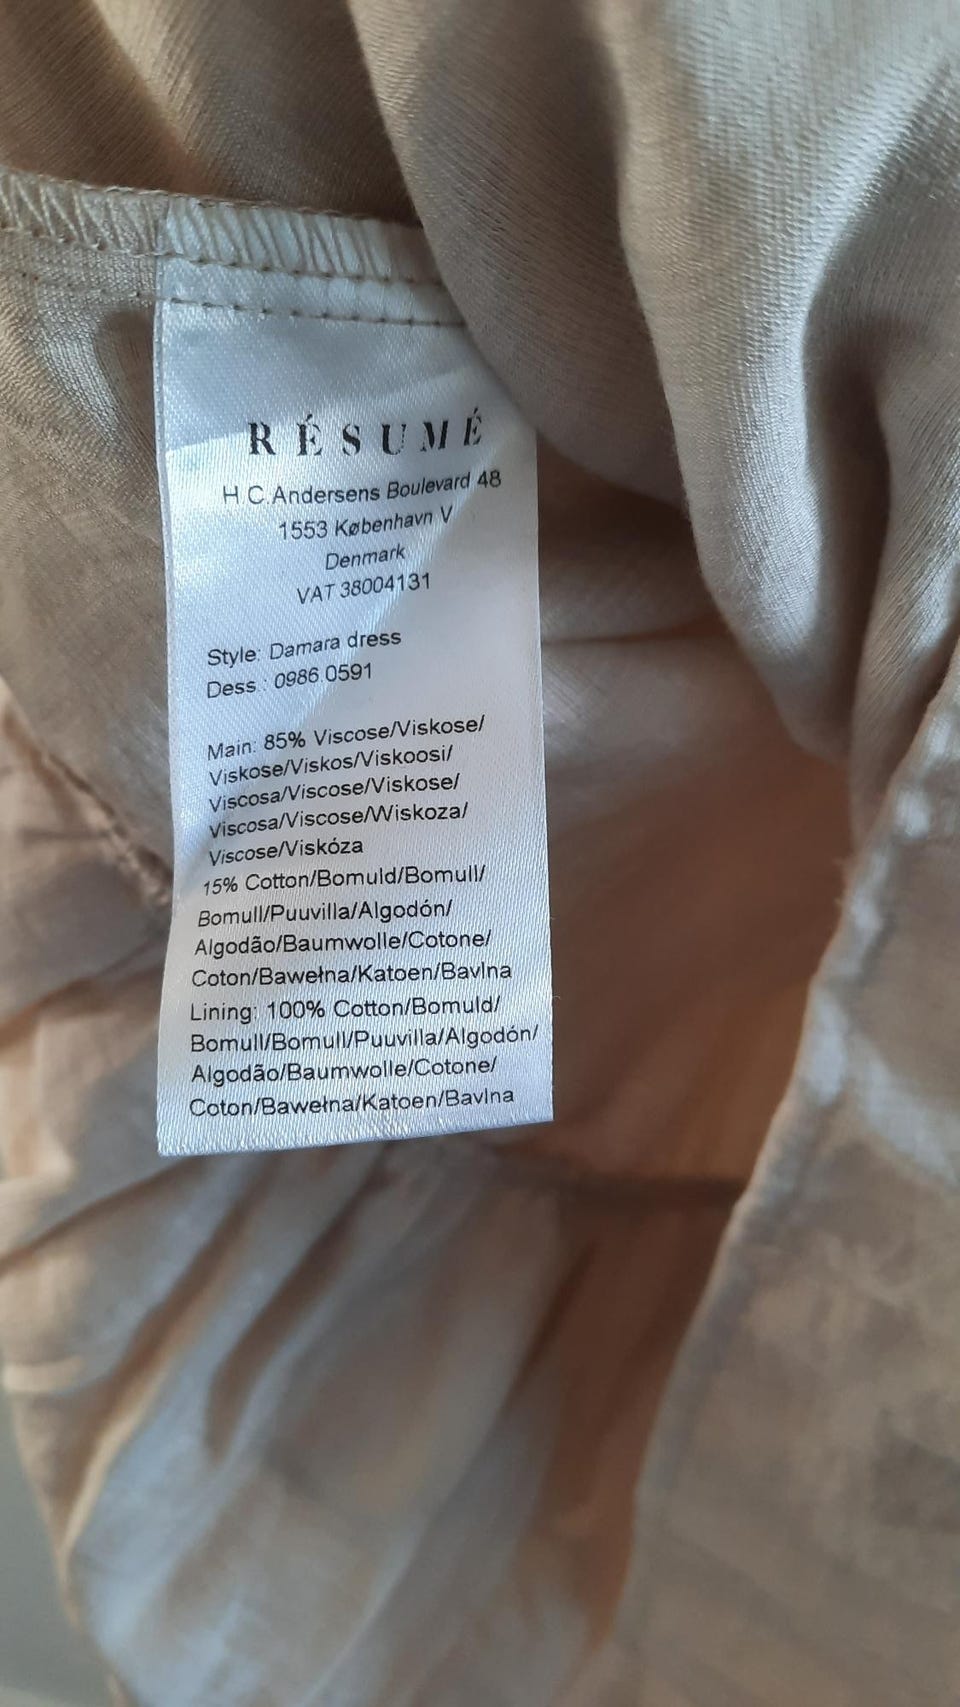 RÉSUMÉ
H.C.Andersens Boulevard 48
1553 København V
Denmark
VAT 38004131
Style: Damara dress
Dess.: 0986.0591
Main: 85% Viscose/Viskose/
Viskose/Viskos/Viskoosi/
Viscosa/Viscose/Viskose/
Viscosa/Viscose/Wiskoza/
Viscose/Viskóza
15% Cotton/Bomuld/Bomull/
Bomull/Puuvilla/Algodón/
Algodão/Baumwolle/Cotone/
Coton/Bawełna/Katoen/Bavlna
Lining: 100% Cotton/Bomuld/
Bomull/Bomull/Puuvilla/Algodón/
Algodão/Baumwolle/Cotone/
Coton/Bawełna/Katoen/Bavlna